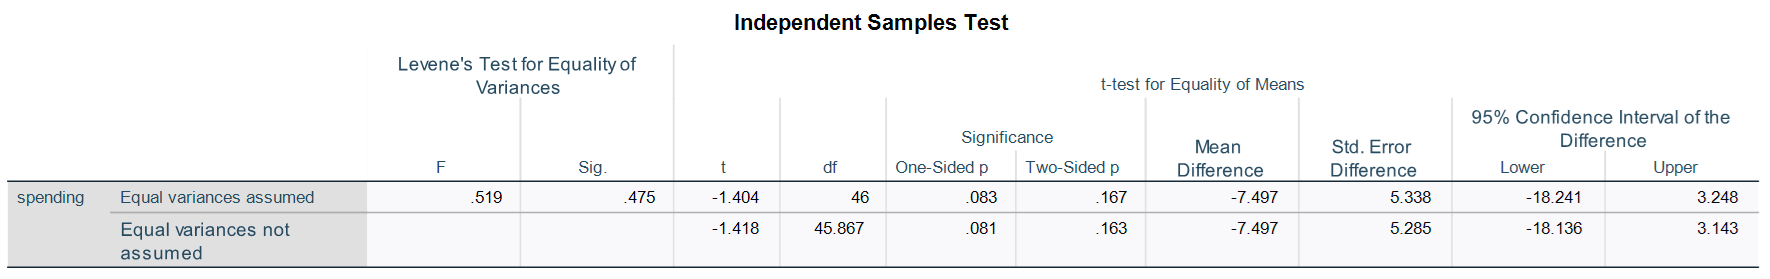 Independent Samples Test
Levene's Test for Equality of
Variances
t-test for Equality of Means
F
Sig.
t
df
Significance
One-Sided p
Two-Sided p
Mean
Difference
Std. Error
Difference
95% Confidence Interval of the
Difference
Lower
Upper
spending Equal variances assumed .519 .475 -1.404 46 .083 .167 -7.497 5.338 -18.241 3.248
Equal variances not
assumed
-1.418 45.867 .081 .163 -7.497 5.285 -18.136 3.143